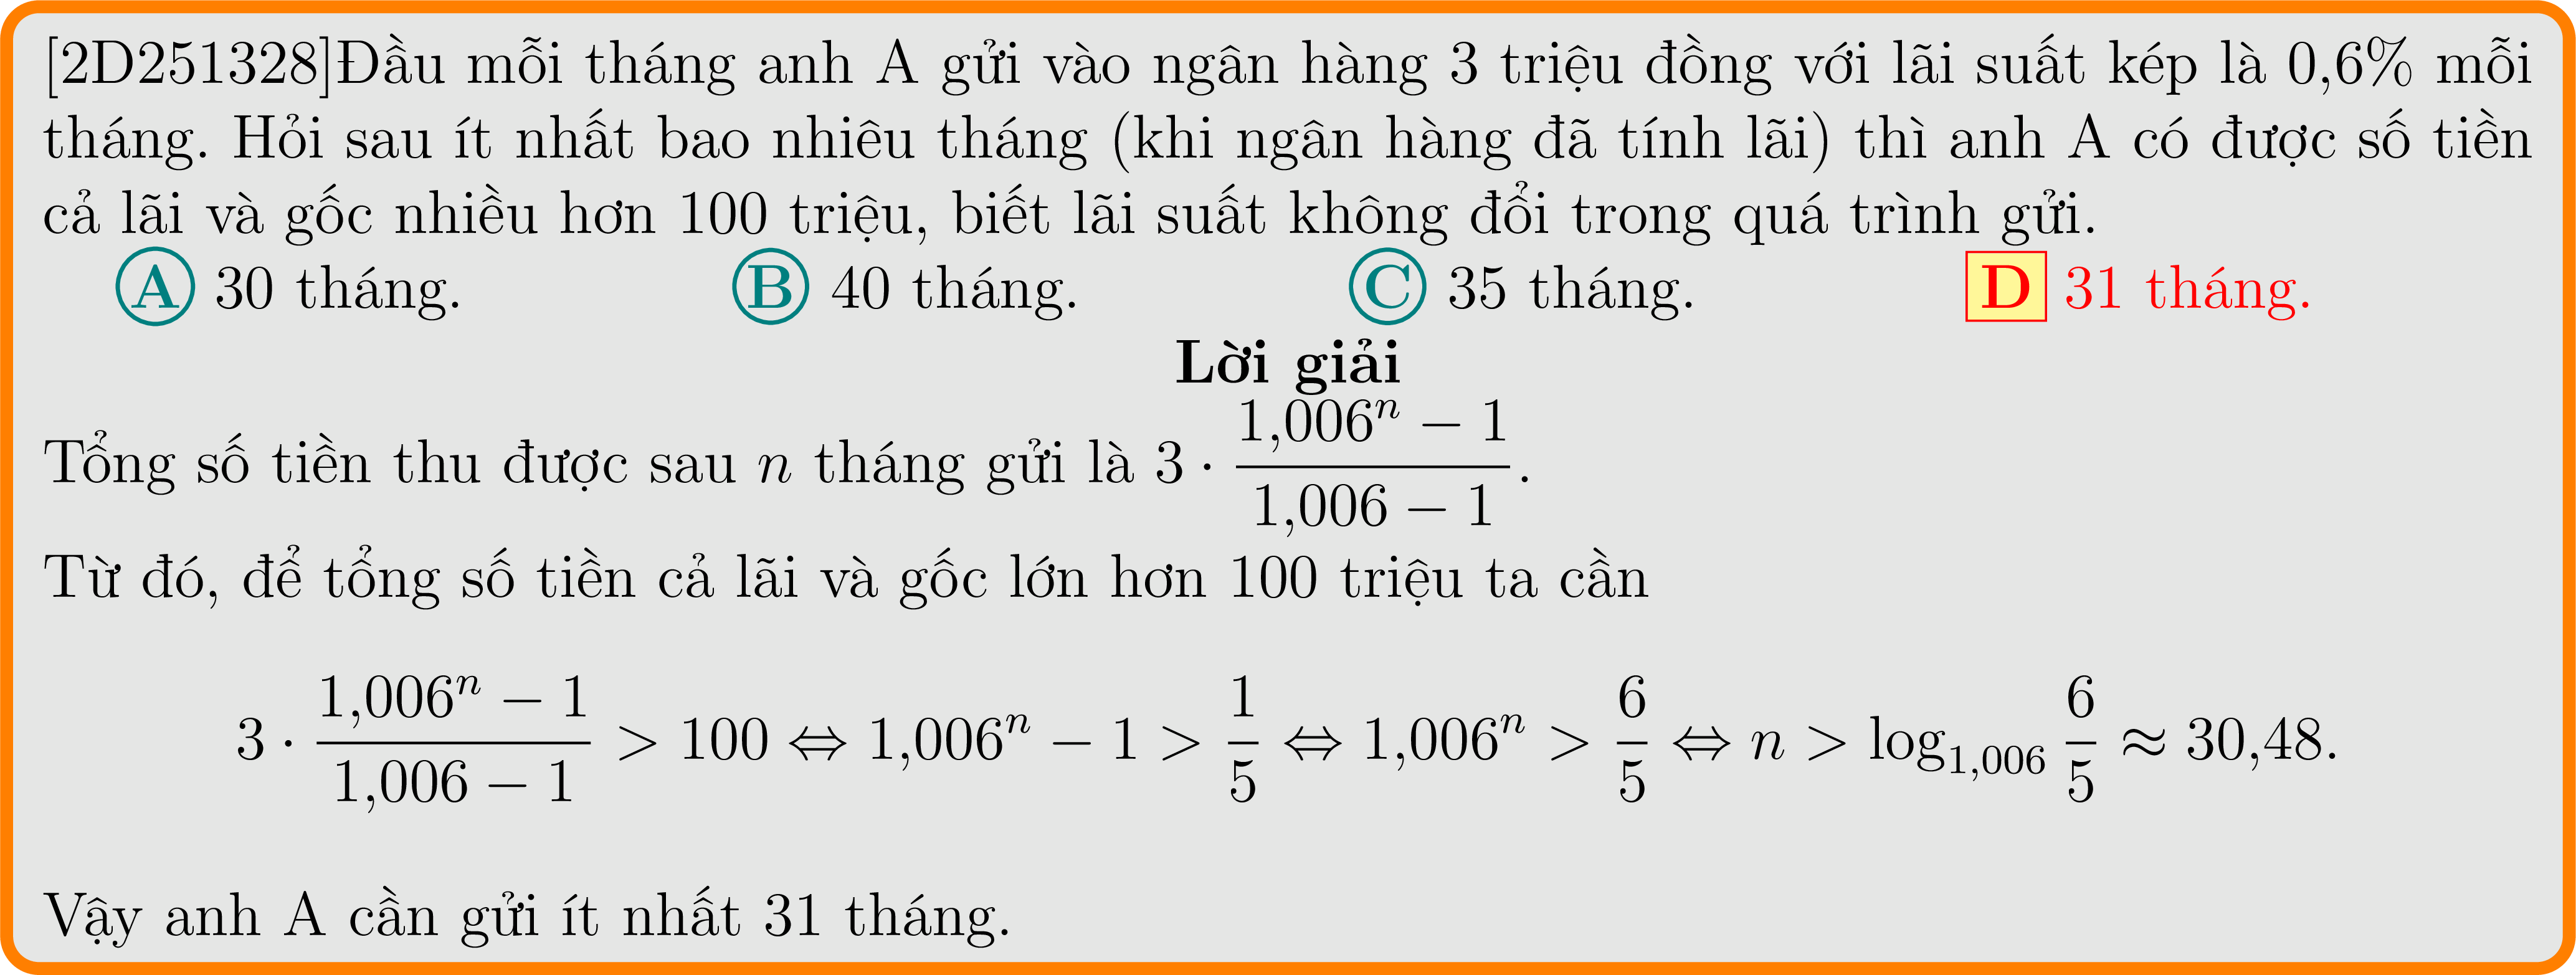 [2D251328]Đầu mỗi tháng anh A gửi vào ngân hàng 3 triệu đồng với lãi suất kép là 0,6% mỗi
tháng. Hỏi sau ít nhất bao nhiêu tháng (khi ngân hàng đã tính lãi) thì anh A có được số tiền
cả lãi và gốc nhiều hơn 100 triệu, biết lãi suất không đổi trong quá trình gửi.
A 30 tháng. B 40 tháng. C 35 tháng. D 31 tháng.
Lời giải
Tổng số tiền thu được sau n tháng gửi là $3 \cdot \frac{1{,}006^n - 1}{1{,}006 - 1}$.
Từ đó, để tổng số tiền cả lãi và gốc lớn hơn 100 triệu ta cần
$3 \cdot \frac{1{,}006^n - 1}{1{,}006 - 1} > 100 \Leftrightarrow 1{,}006^n - 1 > \frac{1}{5} \Leftrightarrow 1{,}006^n > \frac{6}{5} \Leftrightarrow n > \log_{1{,}006} \frac{6}{5} \approx 30{,}48.$
Vậy anh A cần gửi ít nhất 31 tháng.